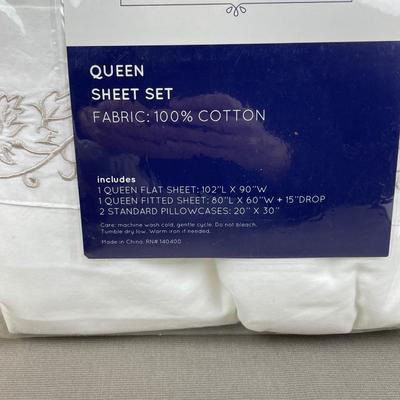 QUEEN
SHEET SET
FABRIC: 100% COTTON
includes
1 QUEEN FLAT SHEET: 102"L X 90"W
1 QUEEN FITTED SHEET: 80"L X 60"W + 15"DROP
2 STANDARD PILLOWCASES: 20" X 30"
Care: machine wash cold, gentle cycle. Do not bleach.
Tumble dry low. Warm iron if needed.
Made in China. RN# 140400